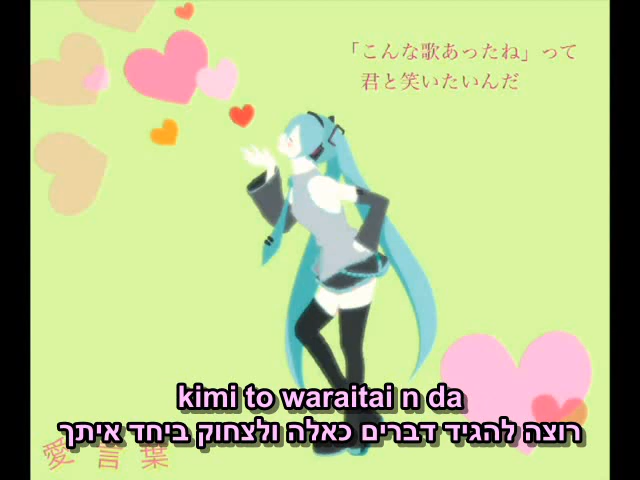 「こんな歌あったね」って
君と笑いたいんだ
kimi to waraitai n da
רוצה להגיד דברים כאלה ולצחוק ביחד איתך
愛言葉